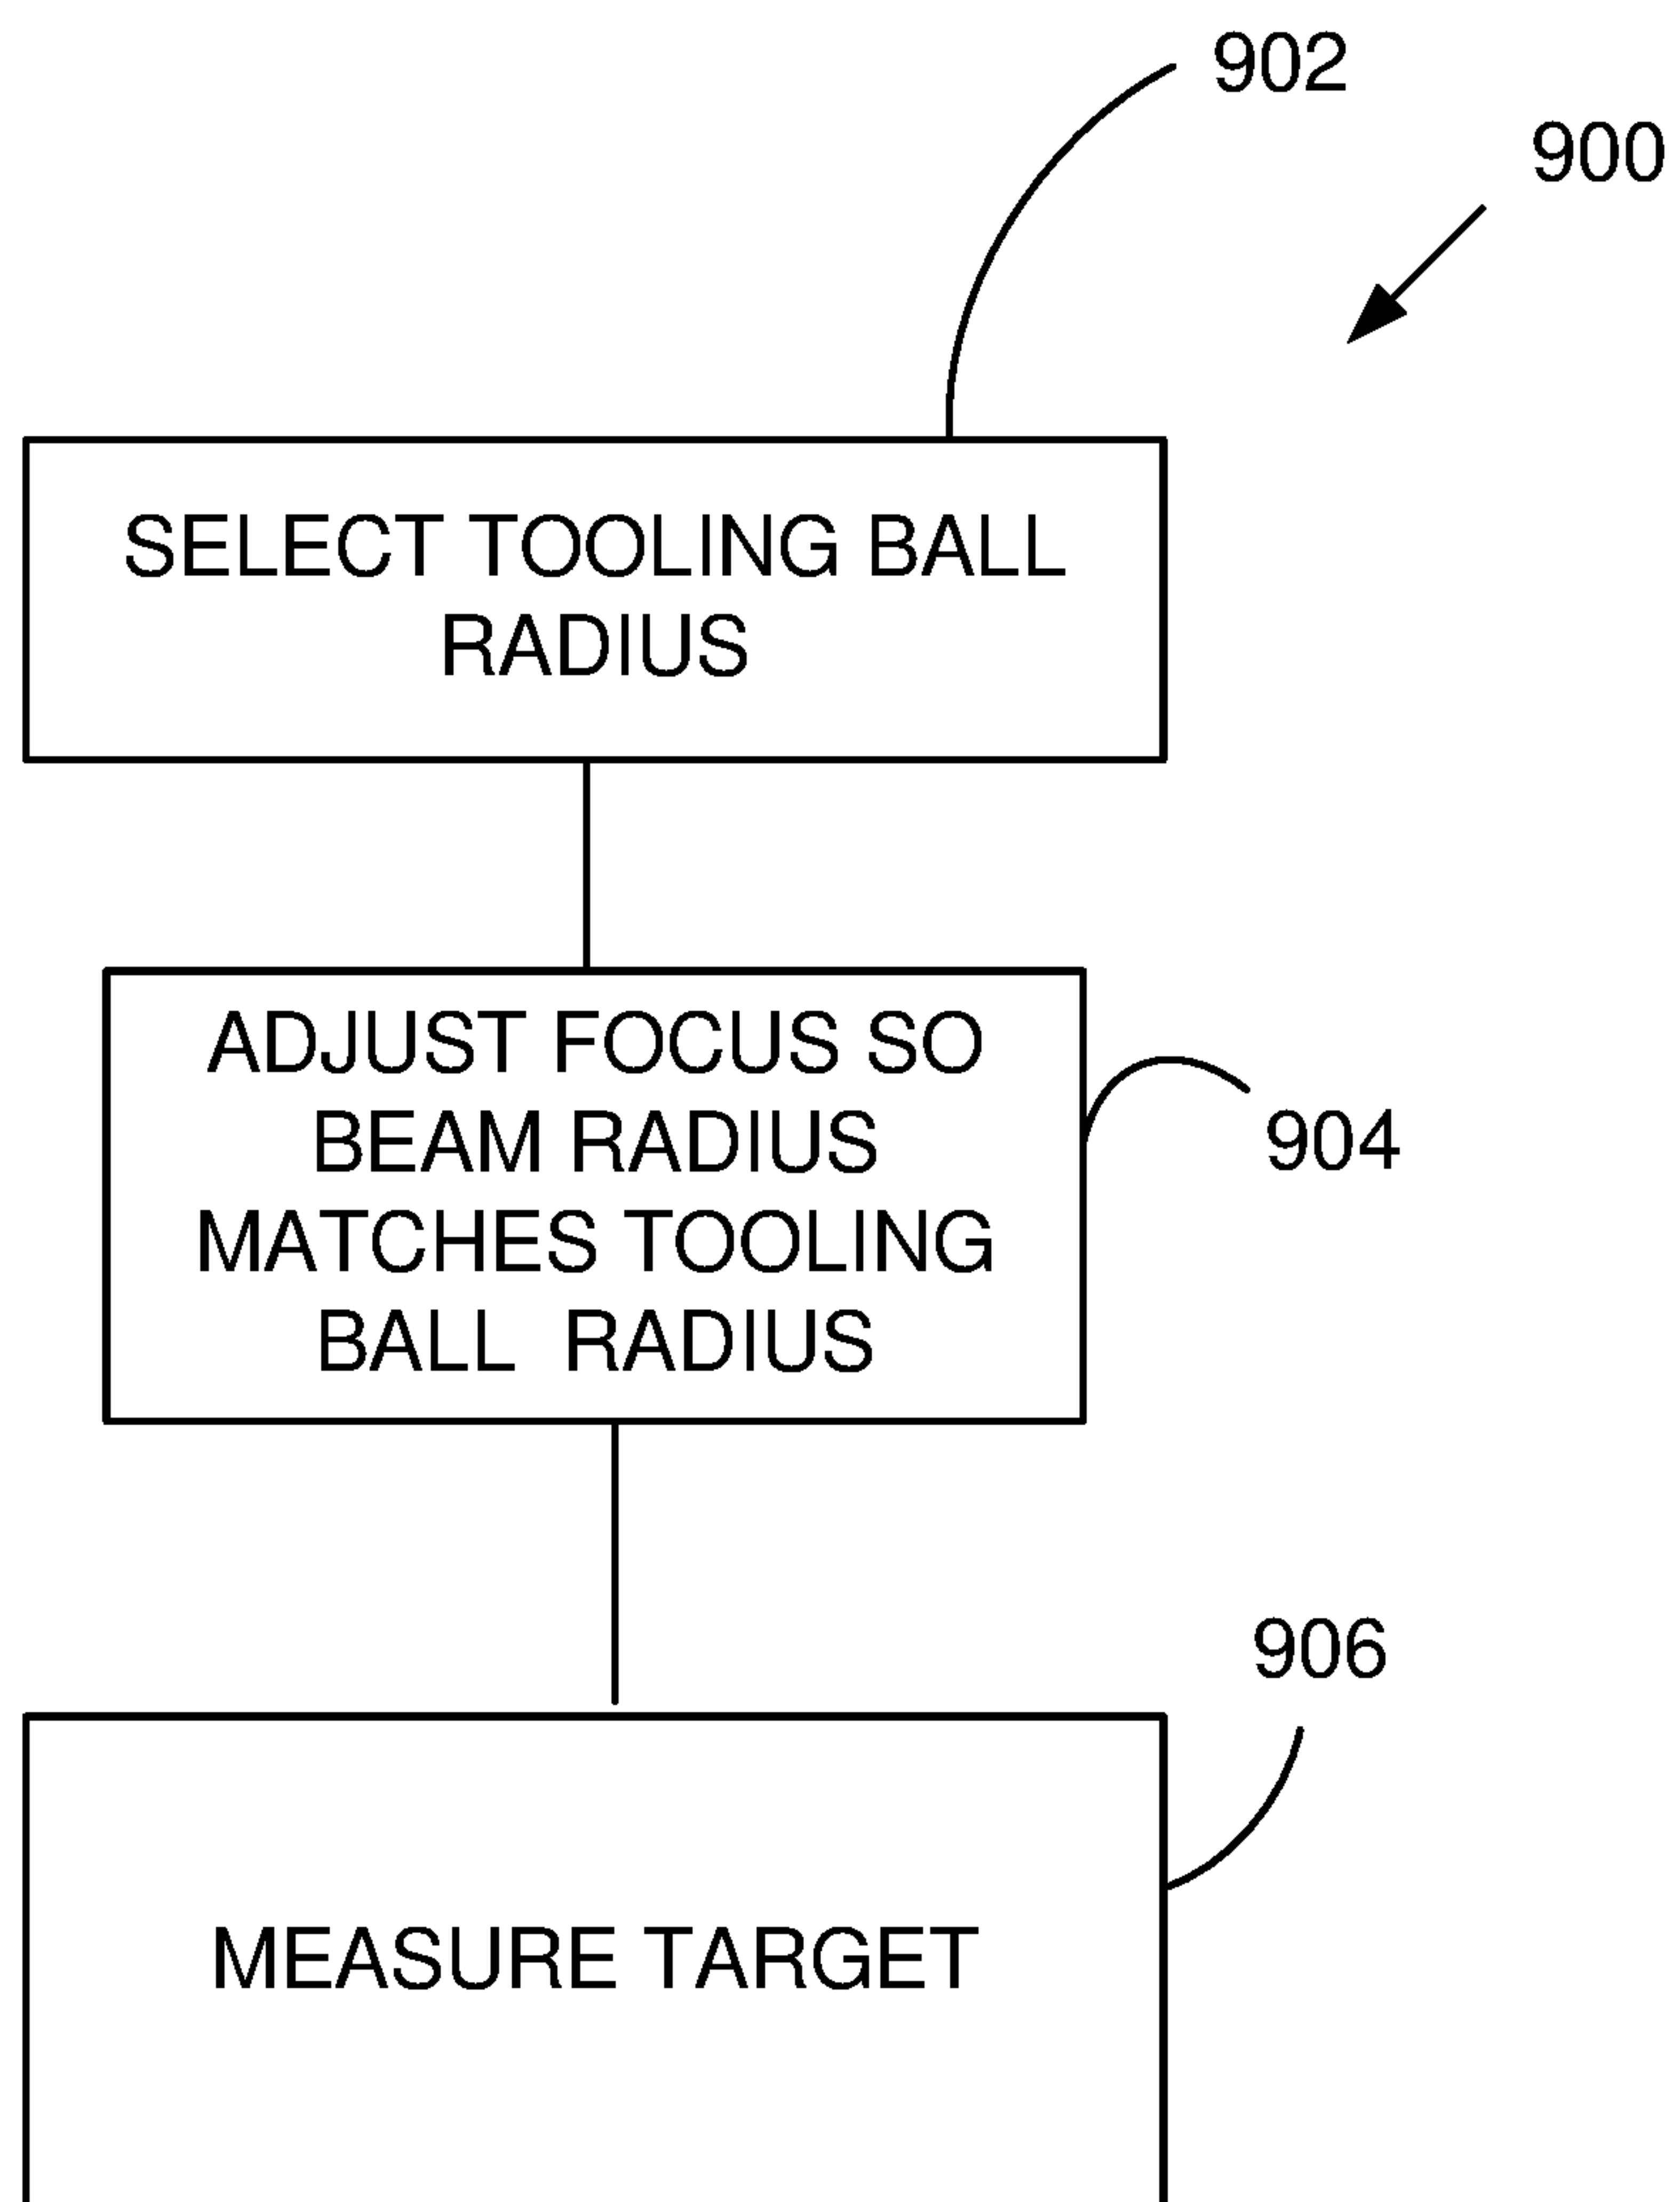 902
900
SELECT TOOLING BALL
RADIUS
ADJUST FOCUS SO
BEAM RADIUS
MATCHES TOOLING
BALL RADIUS
904
906
MEASURE TARGET